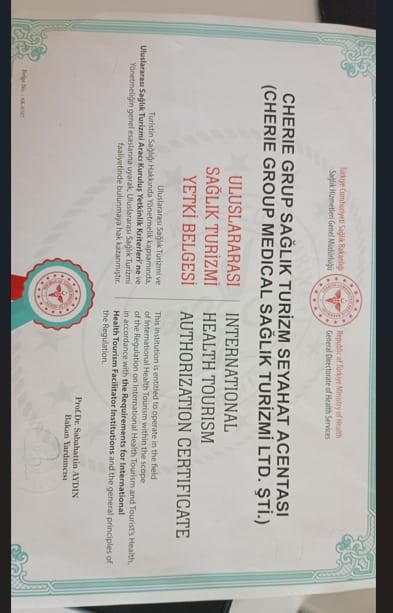 Türkiye Cumhuriyeti Sağlık Bakanlığı
Sağlık Hizmetleri Genel Müdürlüğü
Republic of Türkiye Ministry of Health
General Directorate of Health Services
CHERIE GRUP SAĞLIK TURİZM SEYAHAT ACENTASI
(CHERIE GROUP MEDICAL SAĞLIK TURİZMİ LTD. ŞTİ.)
ULUSLARARASI
SAĞLIK TURİZMİ
YETKİ BELGESİ
INTERNATIONAL
HEALTH TOURISM
AUTHORIZATION CERTIFICATE
Uluslararası Sağlık Turizmi ve
Turistin Sağlığı Hakkında Yönetmelik kapsamında,
Uluslararası Sağlık Turizmi Aracı Kuruluş Yetkinlik Kriterleri'ne ve
Yönetmeliğin genel esaslarına uyarak, Uluslararası Sağlık Turizmi
faaliyetinde bulunmaya hak kazanmıştır.
This institution is entitled to operate in the field
of International Health Tourism within the scope
of the Regulation on International Health Tourism and Tourist's Health,
in accordance with the Requirements for International
Health Tourism Facilitator Institutions and the general principles of
the Regulation.
Prof.Dr. Sabahattin AYDIN
Bakan Yardımcısı
Belge No.: